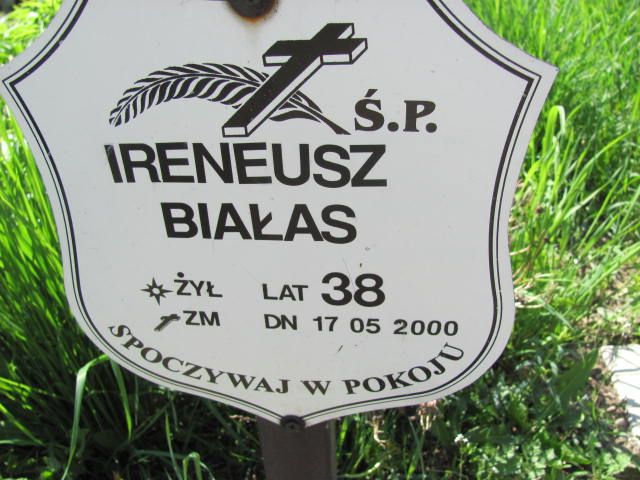 Ś.P.
IRENEUSZ
BIAŁAS
ŻYŁ LAT 38
ZM DN 17 05 2000
SPOCZYWAJ W POKOJU